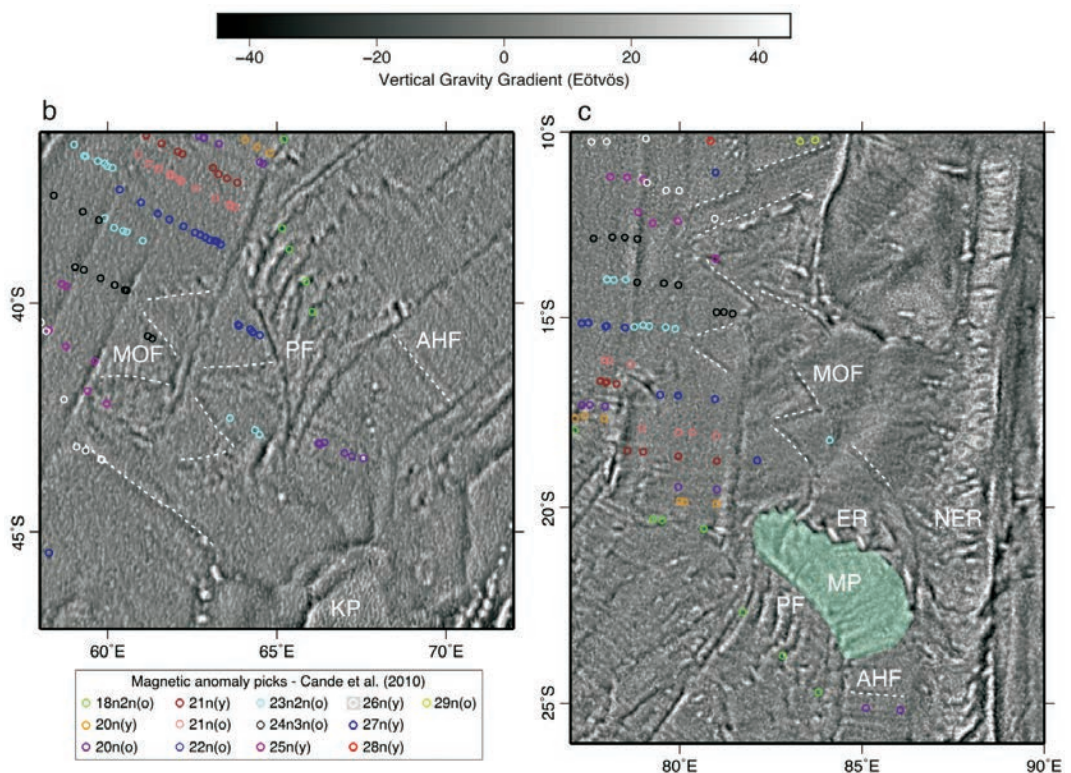 −40 −20 0 20 40
Vertical Gravity Gradient (Eötvös)
b
40˚S
45˚S
60˚E 65˚E 70˚E
MOF
PF
AHF
KP
Magnetic anomaly picks - Cande et al. (2010)
18n2n(o) 21n(y) 23n2n(o) 26n(y) 29n(o)
20n(y) 21n(o) 24n3n(o) 27n(y)
20n(o) 22n(o) 25n(y) 28n(y)
c
10˚S
15˚S
20˚S
25˚S
80˚E 85˚E 90˚E
MOF
ER
NER
MP
PF
AHF